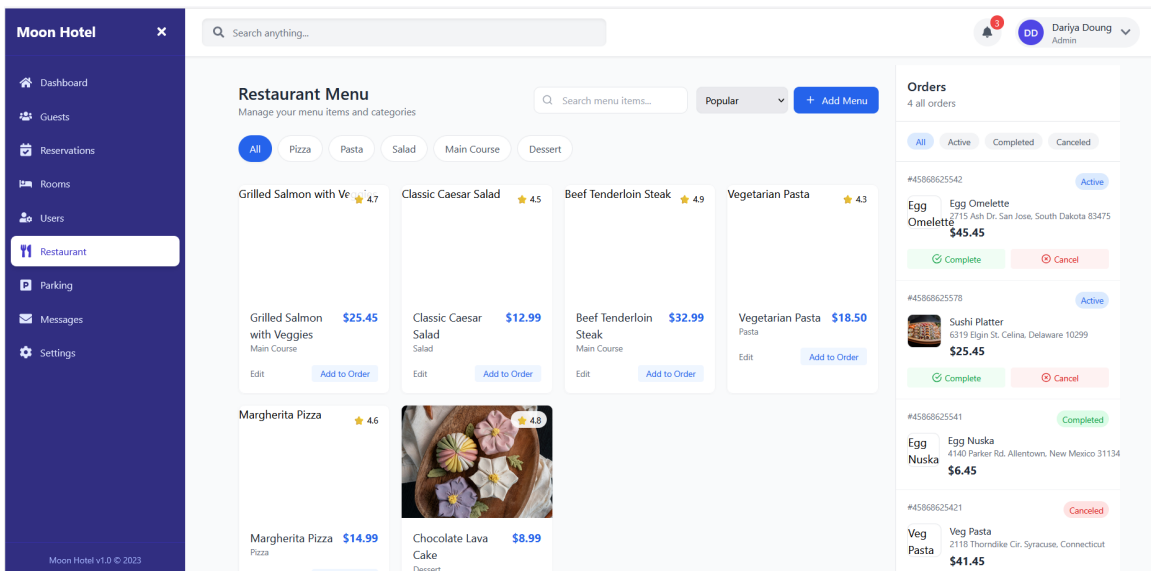 Moon Hotel
Search anything...
3
DD
Dariya Doung
Admin
Dashboard
Guests
Reservations
Rooms
Users
Restaurant
Parking
Messages
Settings
Moon Hotel v1.0 © 2023
Restaurant Menu
Manage your menu items and categories
Search menu items...
Popular
+ Add Menu
All
Pizza
Pasta
Salad
Main Course
Dessert
Grilled Salmon with
4.7
Grilled Salmon
with Veggies
$25.45
Main Course
Edit
Add to Order
Classic Caesar Salad
4.5
Classic Caesar
Salad
$12.99
Salad
Edit
Add to Order
Beef Tenderloin Steak
4.9
Beef Tenderloin
Steak
$32.99
Main Course
Edit
Add to Order
Vegetarian Pasta
4.3
Vegetarian Pasta
$18.50
Pasta
Edit
Add to Order
Margherita Pizza
4.6
Margherita Pizza
$14.99
Pizza
4.8
Chocolate Lava
Cake
$8.99
Dessert
Orders
4 all orders
All
Active
Completed
Canceled
#45868625542
Active
Egg
Omelette
Egg Omelette
2715 Ash Dr. San Jose, South Dakota 83475
$45.45
Complete
Cancel
#45868625578
Active
Sushi Platter
6319 Elgin St. Celina, Delaware 10299
$25.45
Complete
Cancel
#45868625541
Completed
Egg
Nuska
Egg Nuska
4140 Parker Rd. Allentown, New Mexico 31134
$6.45
#45868625421
Canceled
Veg
Pasta
Veg Pasta
2118 Thorndike Cir. Syracuse, Connecticut
$41.45